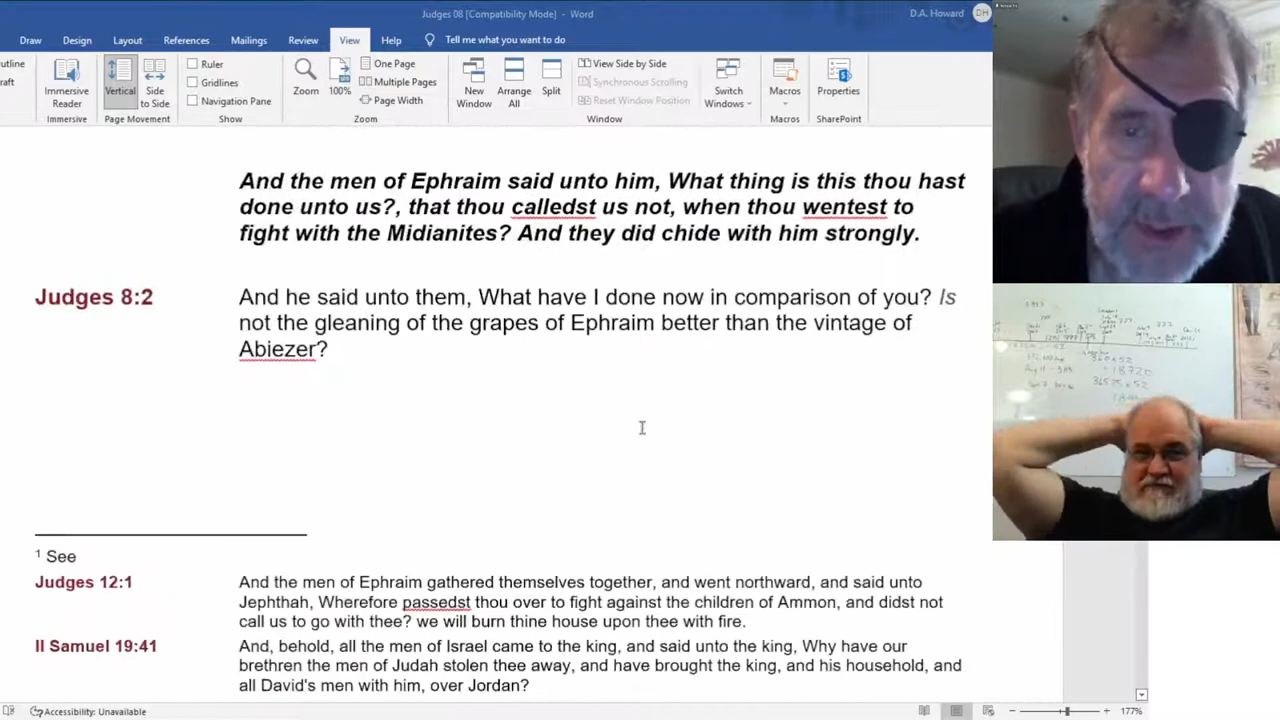 Judges 08 [Compatibility Mode] - Word
D.A. Howard DH
Draw Design Layout References Mailings Review View Help Tell me what you want to do
Ruler
Gridlines
Navigation Pane
Immersive Reader
Vertical
Side to Side
Zoom
100%
One Page
Multiple Pages
Page Width
New Window
Arrange All
Split
View Side by Side
Synchronous Scrolling
Reset Window Position
Switch Windows
Macros
Properties
Immersive Page Movement Show Zoom Window Macros SharePoint
And the men of Ephraim said unto him, What thing is this thou hast
done unto us?, that thou calledst us not, when thou wentest to
fight with the Midianites? And they did chide with him strongly.
Judges 8:2 And he said unto them, What have I done now in comparison of you? Is
not the gleaning of the grapes of Ephraim better than the vintage of
Abiezer?
1 See
Judges 12:1 And the men of Ephraim gathered themselves together, and went northward, and said unto
Jephthah, Wherefore passedst thou over to fight against the children of Ammon, and didst not
call us to go with thee? we will burn thine house upon thee with fire.
II Samuel 19:41 And, behold, all the men of Israel came to the king, and said unto the king, Why have our
brethren the men of Judah stolen thee away, and have brought the king, and his household, and
all David's men with him, over Jordan?
Accessibility: Unavailable
177%